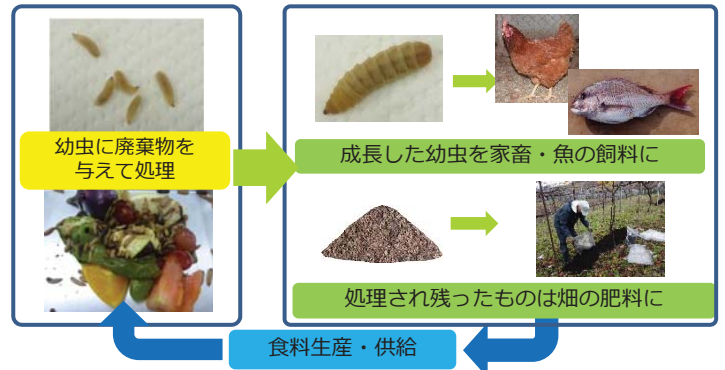 幼虫に廃棄物を
与えて処理
成長した幼虫を家畜・魚の飼料に
処理され残ったものは畑の肥料に
食料生産・供給